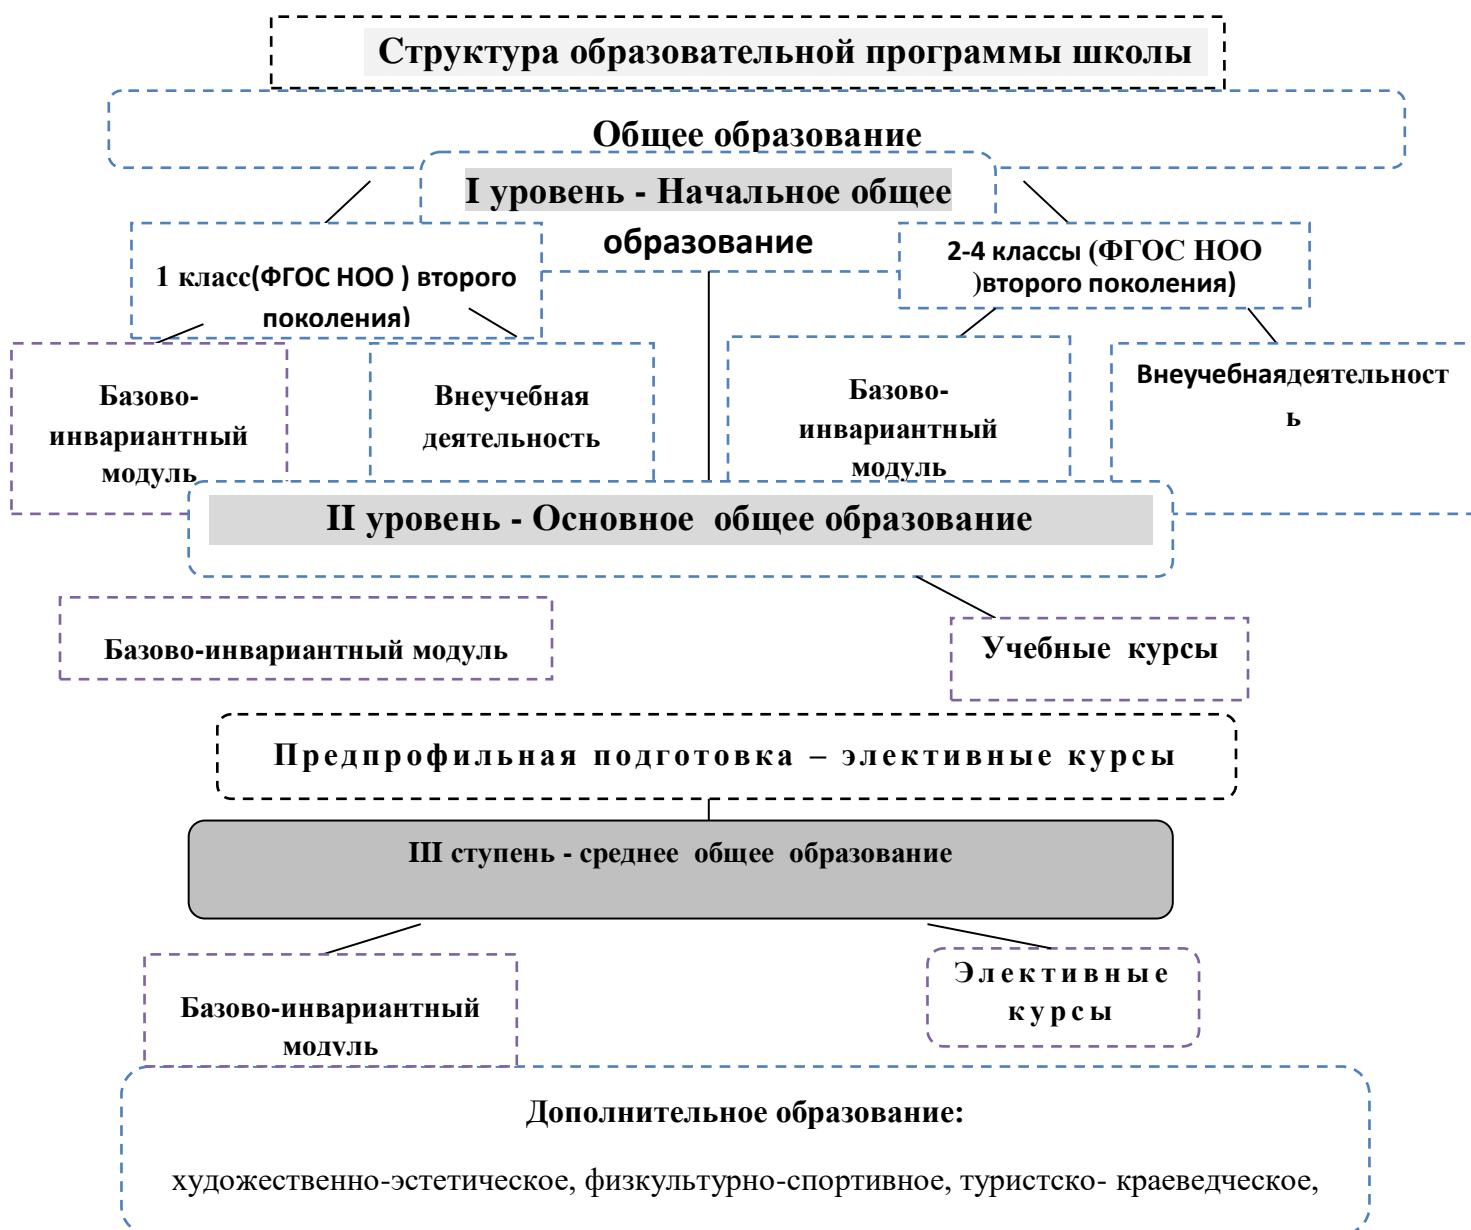 Структура образовательной программы школы
Общее образование
I уровень - Начальное общее
образование
1 класс(ФГОС НОО ) второго
поколения)
2-4 классы (ФГОС НОО
)второго поколения)
Базово-
инвариантный
модуль
Внеучебная
деятельность
Базово-
инвариантный
модуль
Внеучебнаядеятельност
ь
II уровень - Основное общее образование
Базово-инвариантный модуль
Учебные курсы
Предпрофильная подготовка – элективные курсы
III ступень - среднее общее образование
Базово-инвариантный
модуль
Элективные
курсы
Дополнительное образование:
художественно-эстетическое, физкультурно-спортивное, туристско- краеведческое,